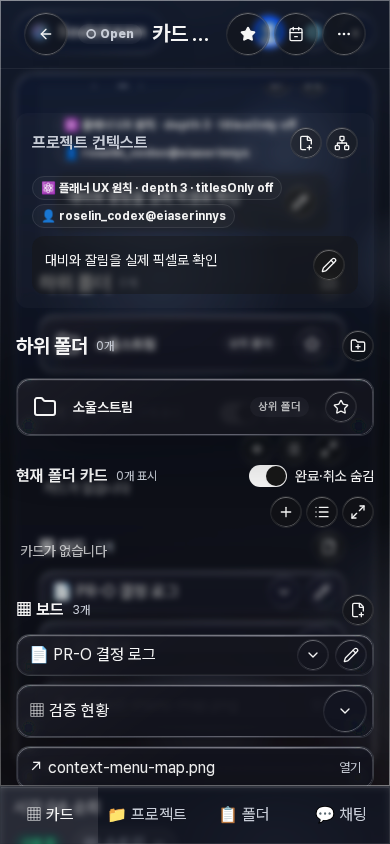 Open 카드 ...
프로젝트 컨텍스트
⚛️ 플래너 UX 원칙 · depth 3 · titlesOnly off
👤 roselin_codex@eiaserinnys
대비와 잘림을 실제 픽셀로 확인
하위 폴더 0개
소울스트림 상위 폴더
현재 폴더 카드 0개 표시 완료·취소 숨김
카드가 없습니다
▦ 보드 3개
📄 PR-O 결정 로그
▦ 검증 현황
↗ context-menu-map.png 열기
▦ 카드 📁 프로젝트 📋 폴더 💬 채팅